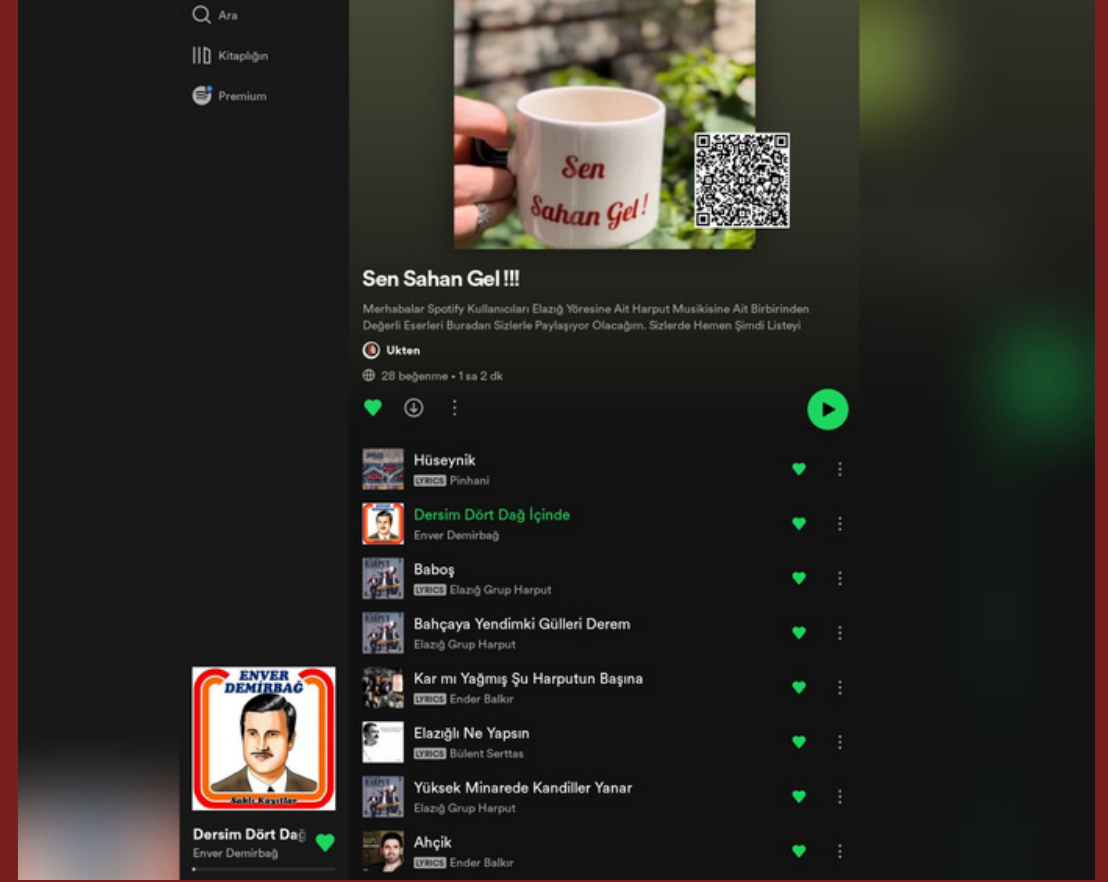 Ara
Kitaplığın
Premium
Sen
Sahan Gel!
Sen Sahan Gel !!!
Merhabalar Spotify Kullanıcıları Elazığ Yöresine Ait Harput Musikisine Ait Birbirinden
Değerli Eserleri Buradan Sizlerle Paylaşıyor Olacağım. Sizlerde Hemen Şimdi Listeyi
Ukten
28 beğenme • 1 sa 2 dk
Hüseynik
LYRICS Pinhani
Dersim Dört Dağ İçinde
Enver Demirbağ
Baboş
LYRICS Elazığ Grup Harput
Bahçaya Yendimki Gülleri Derem
Elazığ Grup Harput
Kar mı Yağmış Şu Harputun Başına
LYRICS Ender Balkır
Elazığlı Ne Yapsın
LYRICS Bülent Serttas
Yüksek Minarede Kandiller Yanar
Elazığ Grup Harput
Ahçik
LYRICS Ender Balkır
ENVER
DEMİRBAĞ
Saklı Kayıtlar
Dersim Dört Dağ
Enver Demirbağ